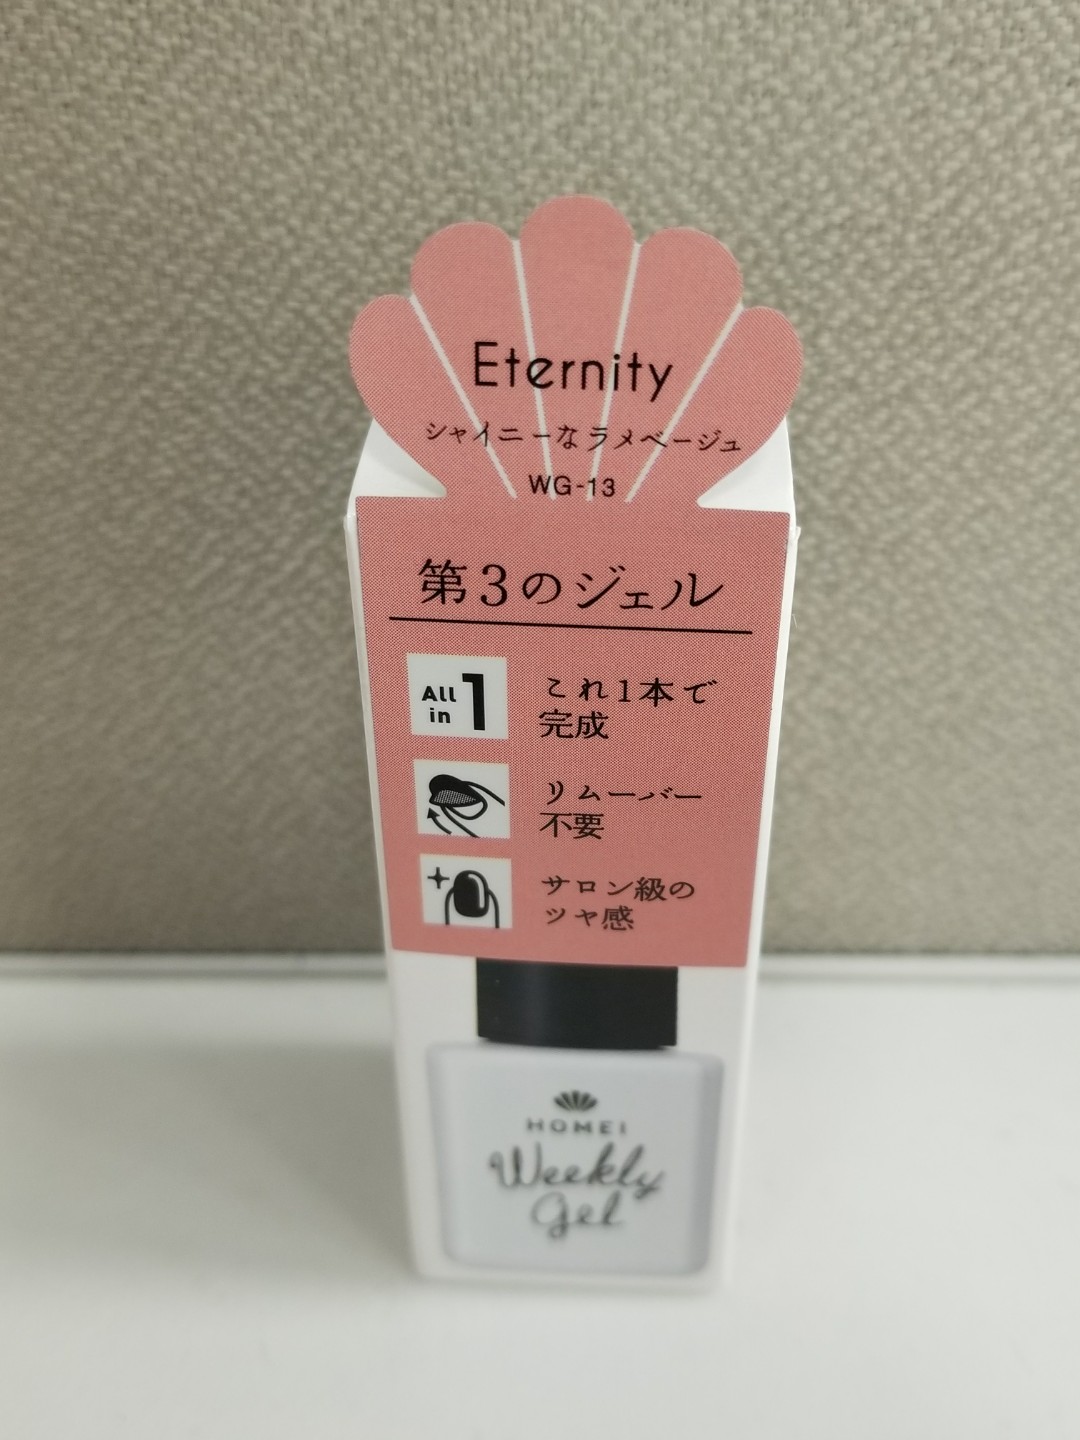 Eternity
シャイニーなラメベージュ
WG-13
第3のジェル
All
in 1
これ1本で
完成
リムーバー
不要
サロン級の
ツヤ感
HOMEI
Weekly
Gel